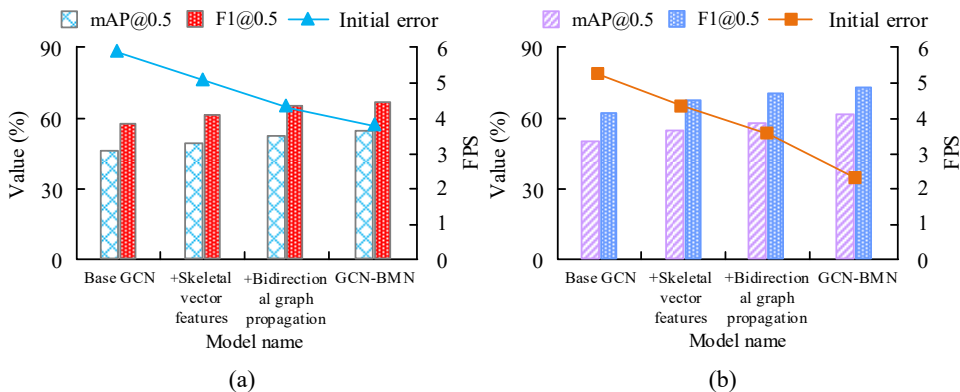 mAP@0.5 F1@0.5 Initial error
90
60
30
0
Value (%)
6
5
4
3
2
1
0
FPS
Base GCN +Skeletal vector features +Bidirection al graph propagation GCN-BMN
Model name
(a)
mAP@0.5 F1@0.5 Initial error
90
60
30
0
Value (%)
6
5
4
3
2
1
0
FPS
Base GCN +Skeletal vector features +Bidirection al graph propagation GCN-BMN
Model name
(b)